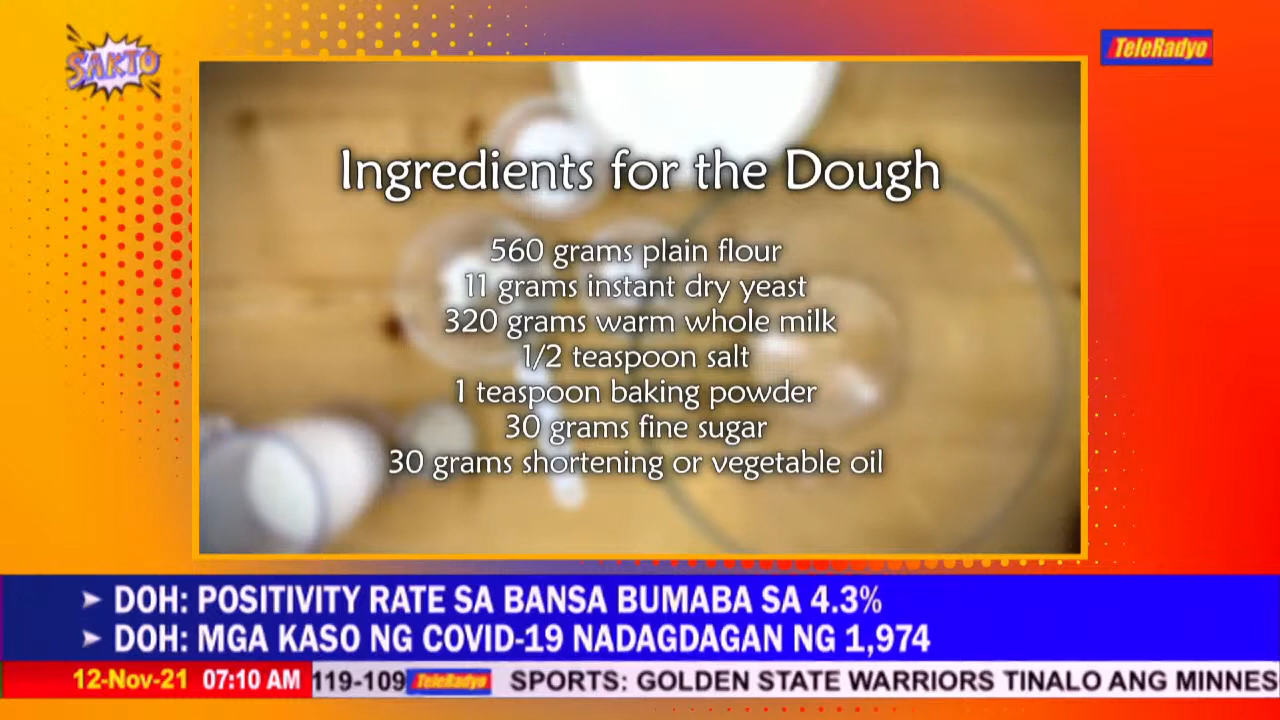 SAKTO
TeleRadyo
Ingredients for the Dough
560 grams plain flour
11 grams instant dry yeast
320 grams warm whole milk
1/2 teaspoon salt
1 teaspoon baking powder
30 grams fine sugar
30 grams shortening or vegetable oil
➤ DOH: POSITIVITY RATE SA BANSA BUMABA SA 4.3%
➤ DOH: MGA KASO NG COVID-19 NADAGDAGAN NG 1,974
12-Nov-21 07:10 AM 119-109 TeleRadyo SPORTS: GOLDEN STATE WARRIORS TINALO ANG MINNES